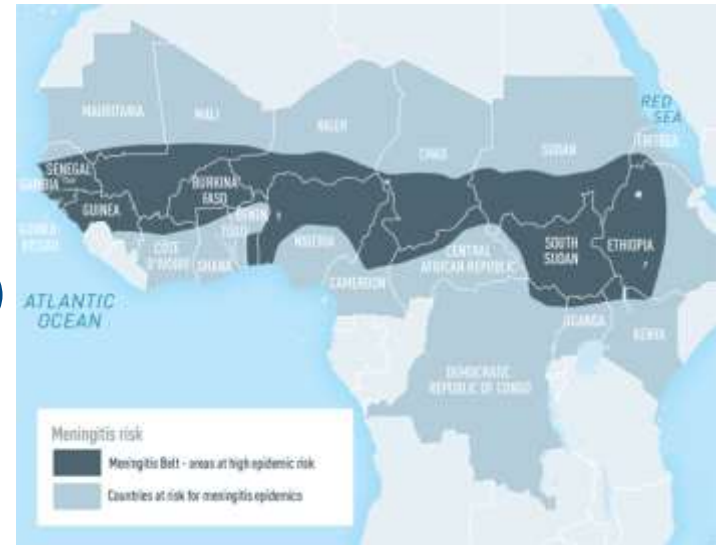 RED
SEA
MAURITANIA
MALI
NIGER
CHAD
SUDAN
ERITREA
SENEGAL
GAMBIA
BURKINA
FASO
GUINEA
BENIN
TOGO
GUINEA-
BISSAU
CÔTE
D'IVOIRE
GHANA
NIGERIA
CENTRAL
AFRICAN REPUBLIC
SOUTH
SUDAN
ETHIOPIA
CAMEROON
ATLANTIC
OCEAN
UGANDA
KENYA
DEMOCRATIC
REPUBLIC OF CONGO
Meningitis risk
Meningitis Belt - areas at high epidemic risk
Countries at risk for meningitis epidemics